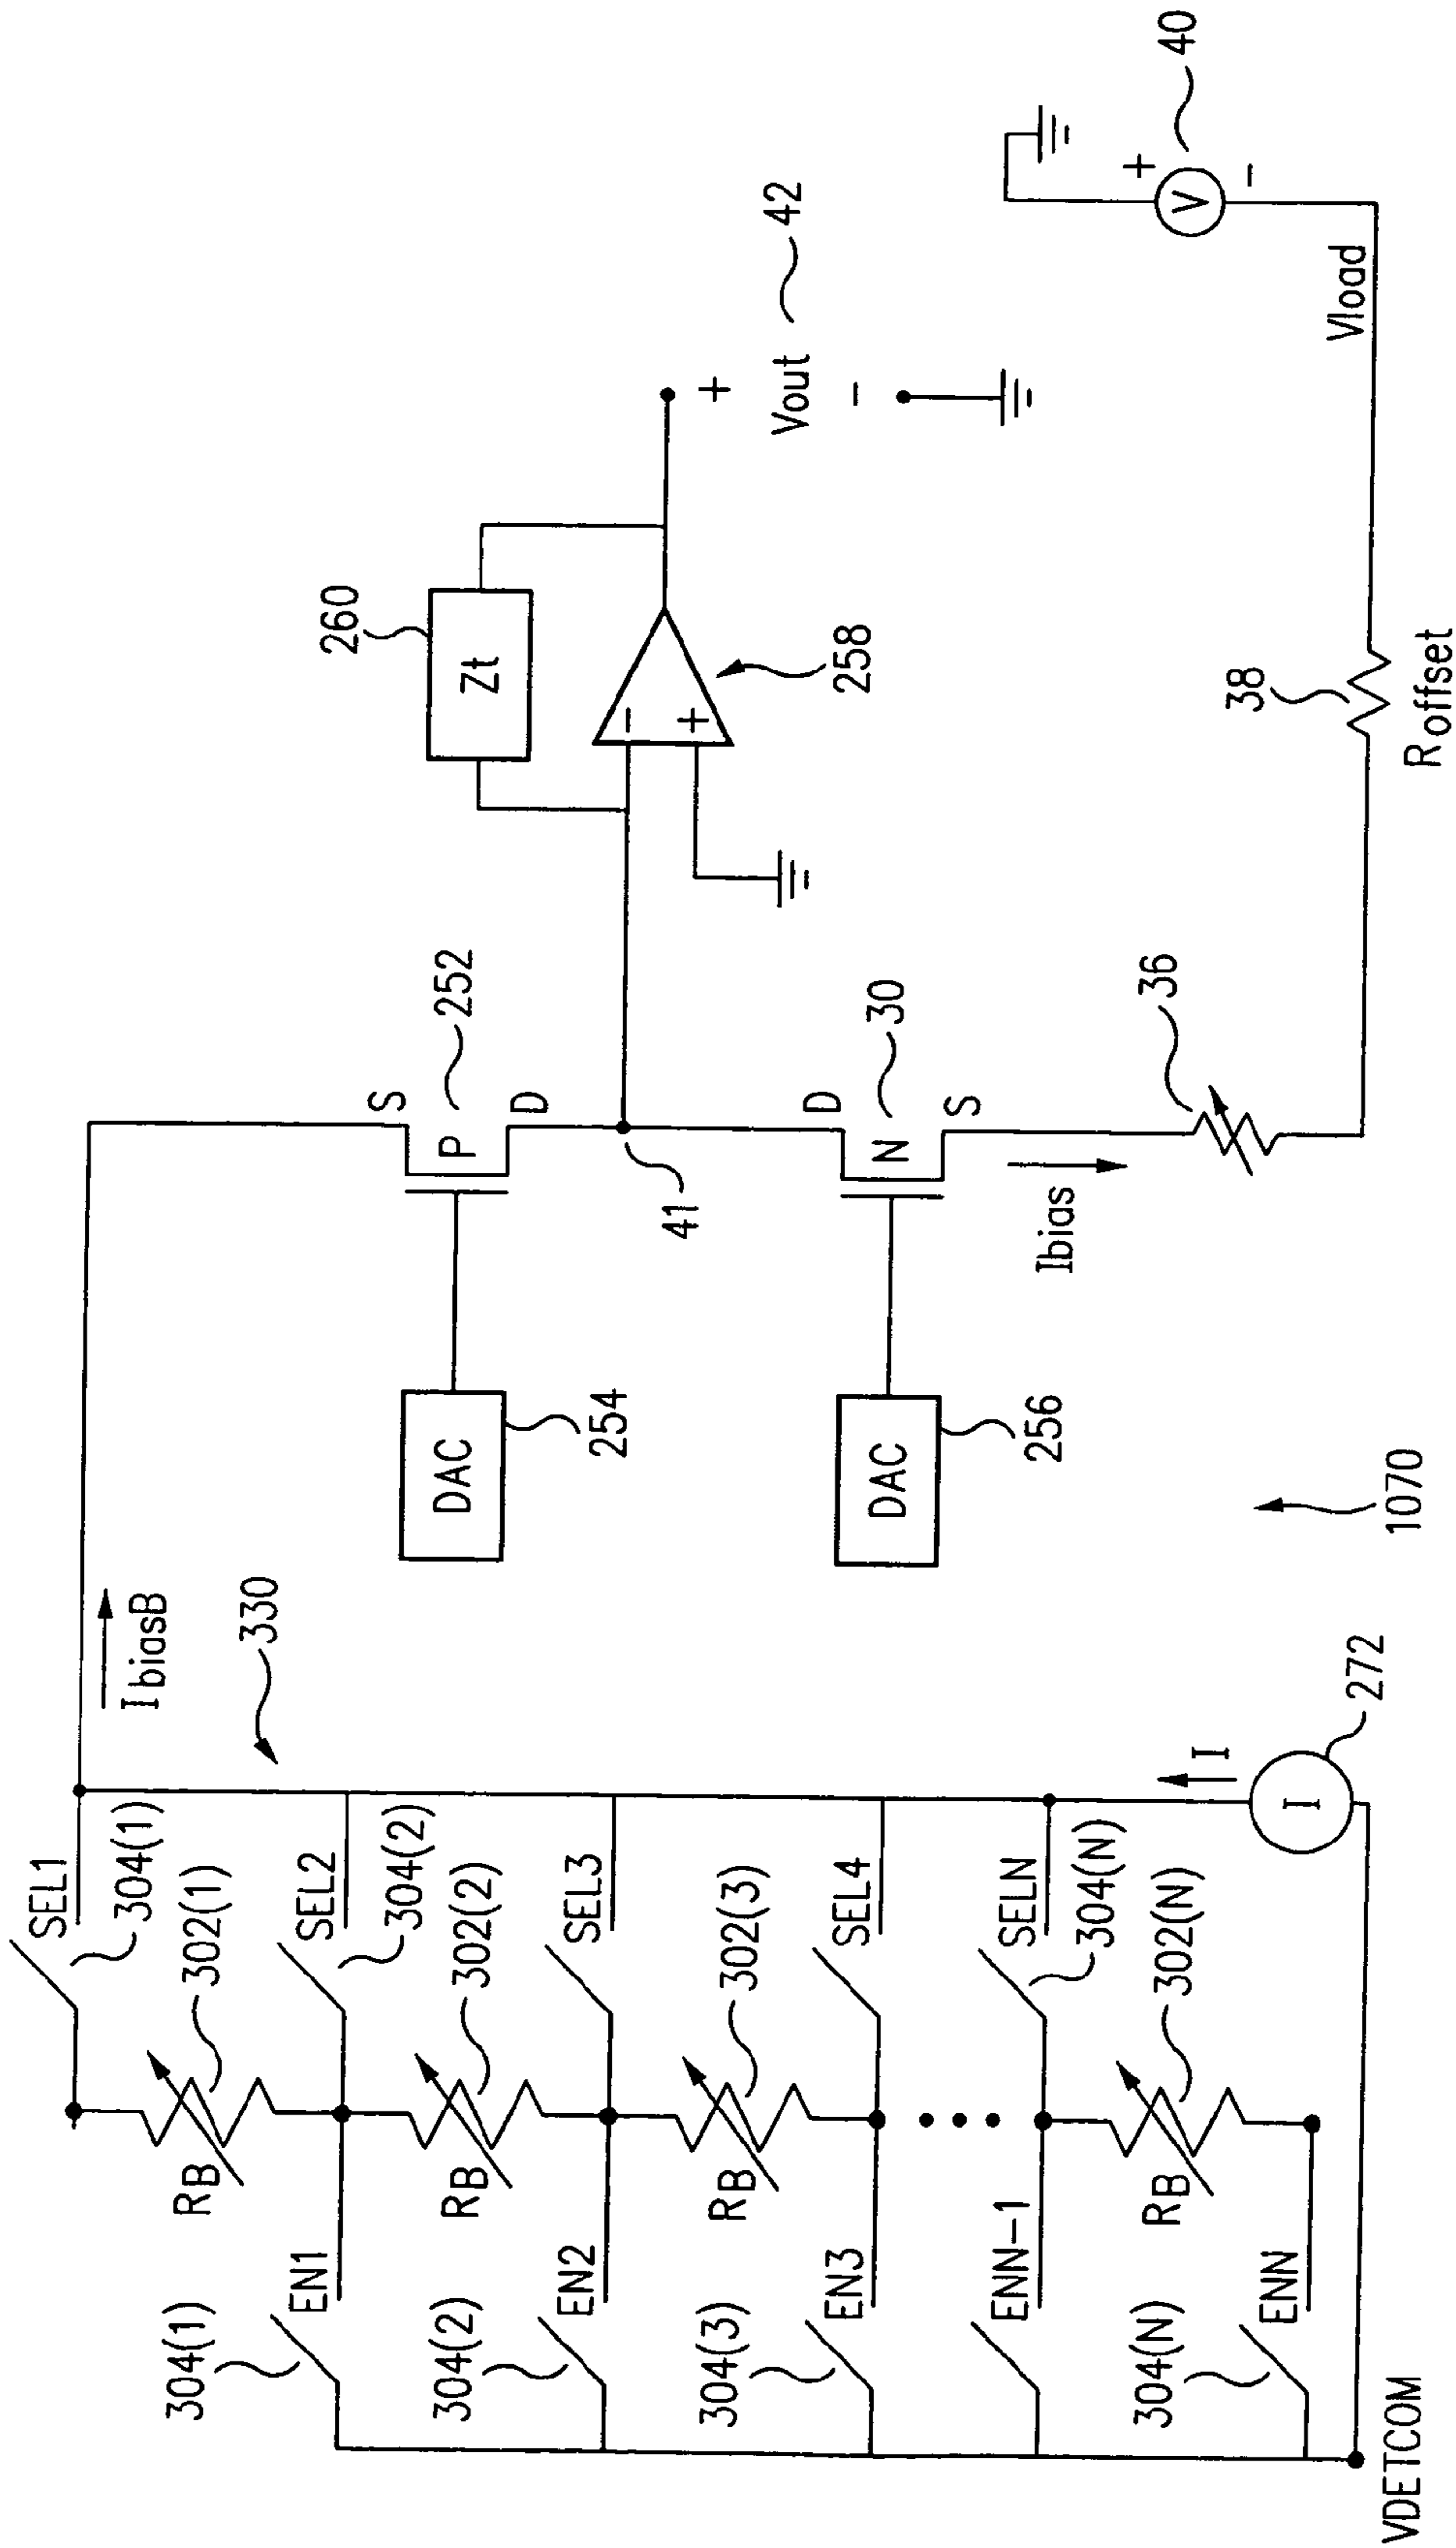 SEL1
304(1)
302(1)
RB
304(1)
EN1
SEL2
304(2)
302(2)
RB
304(2)
EN2
SEL3
302(3)
RB
304(3)
EN3
SEL4
SELN
304(N)
302(N)
RB
ENN-1
304(N)
ENN
VDETCOM
I
I
272
330
IbiasB
DAC
254
DAC
256
1070
S
P
252
D
41
D
N
30
S
Ibias
36
260
Zt
-
+
258
+
Vout
-
42
38
Roffset
Vload
+
V
-
40